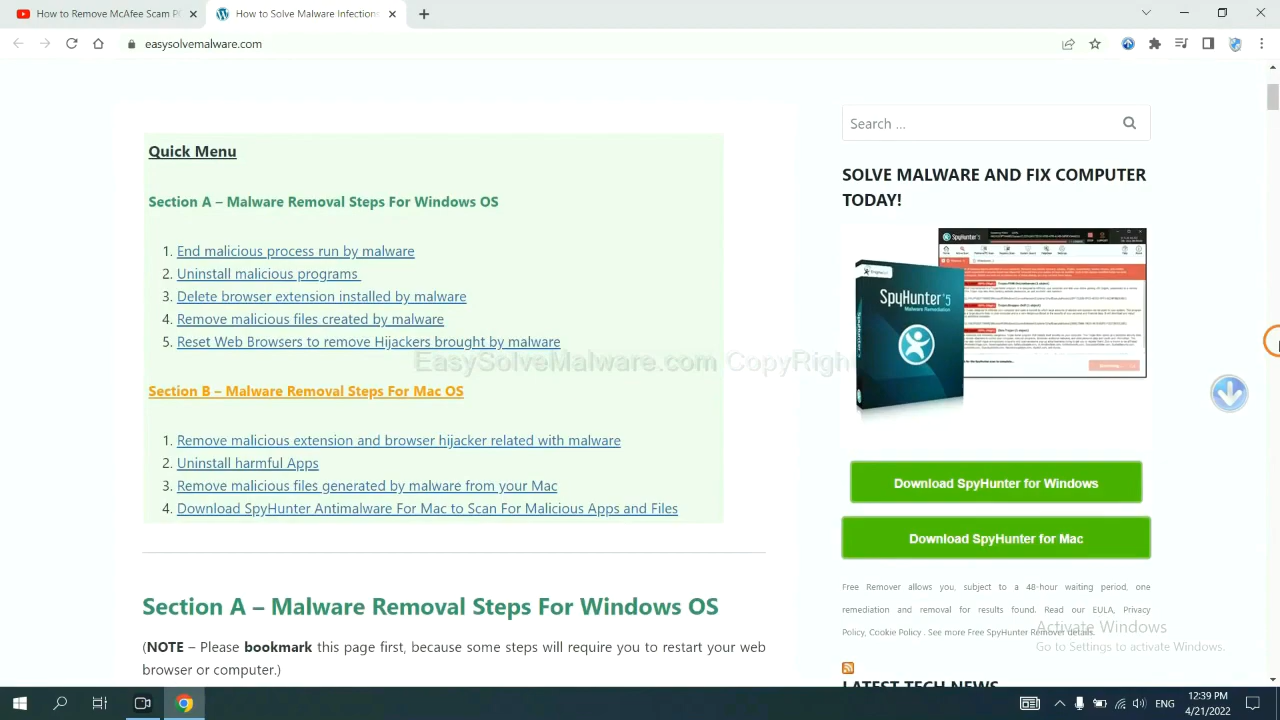 How to Remove McAfee Scam P
How to Solve Malware Infections
easysolvemalware.com
Quick Menu
Section A – Malware Removal Steps For Windows OS
1. End malicious process run by malware
2. Uninstall malicious programs
3. Delete browser extension installed by malware
4. Remove malicious by malware
5. Reset Web Browsers to remove Hijackers brought by malware
Section B – Malware Removal Steps For Mac OS
1. Remove malicious extension and browser hijacker related with malware
2. Uninstall harmful Apps
3. Remove malicious files generated by malware from your Mac
4. Download SpyHunter Antimalware For Mac to Scan For Malicious Apps and Files
Section A – Malware Removal Steps For Windows OS
(NOTE – Please bookmark this page first, because some steps will require you to restart your web
browser or computer.)
Search …
SOLVE MALWARE AND FIX COMPUTER
TODAY!
SpyHunter 5
Malware Remediation
Download SpyHunter for Windows
Download SpyHunter for Mac
Free Remover allows you, subject to a 48-hour waiting period, one
remediation and removal for results found. Read our EULA, Privacy
Policy, Cookie Policy . See more Free SpyHunter Remover details.
LATEST TECH NEWS
Activate Windows
Go to Settings to activate Windows.
ENG
12:39 PM
4/21/2022